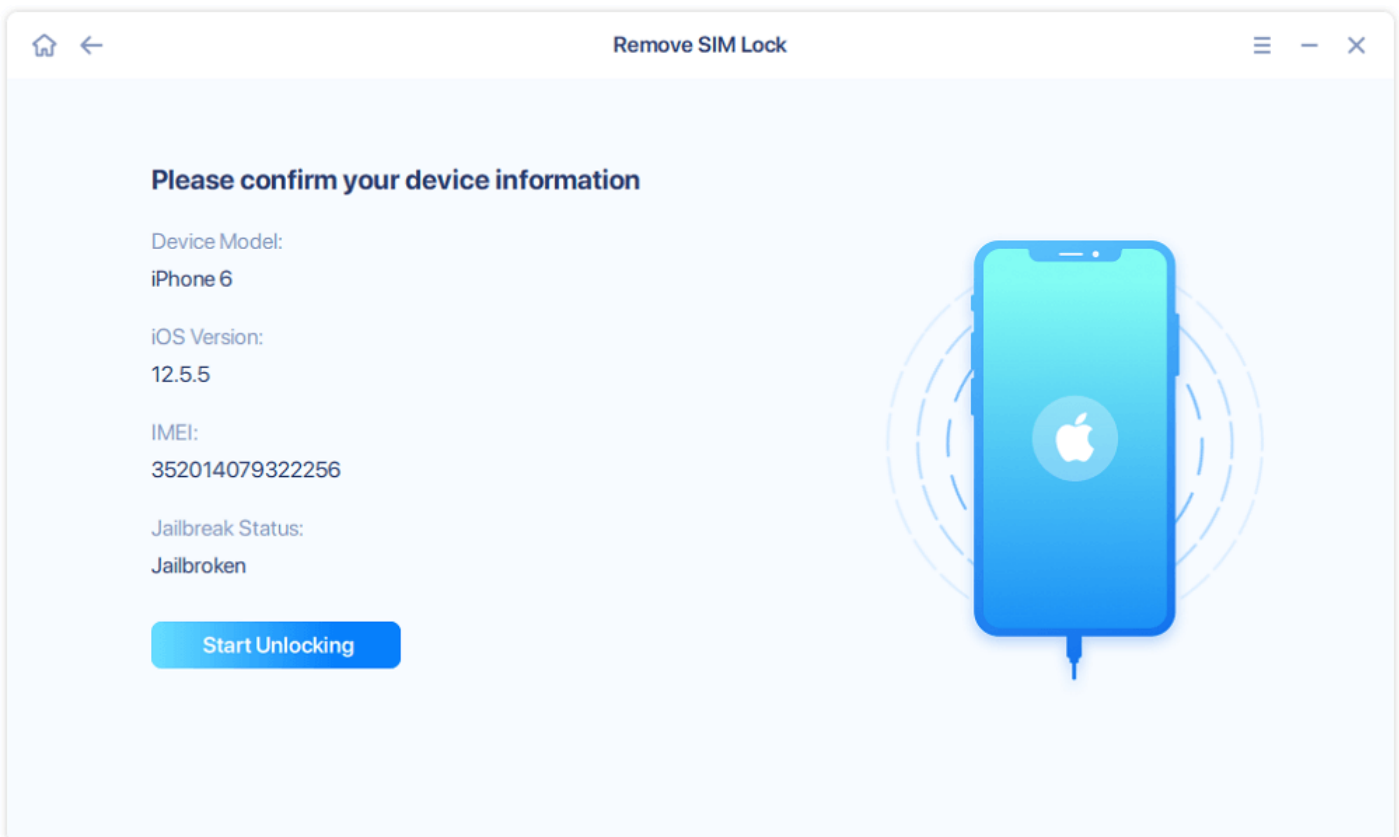 Remove SIM Lock
Please confirm your device information
Device Model:
iPhone 6
iOS Version:
12.5.5
IMEI:
352014079322256
Jailbreak Status:
Jailbroken
Start Unlocking